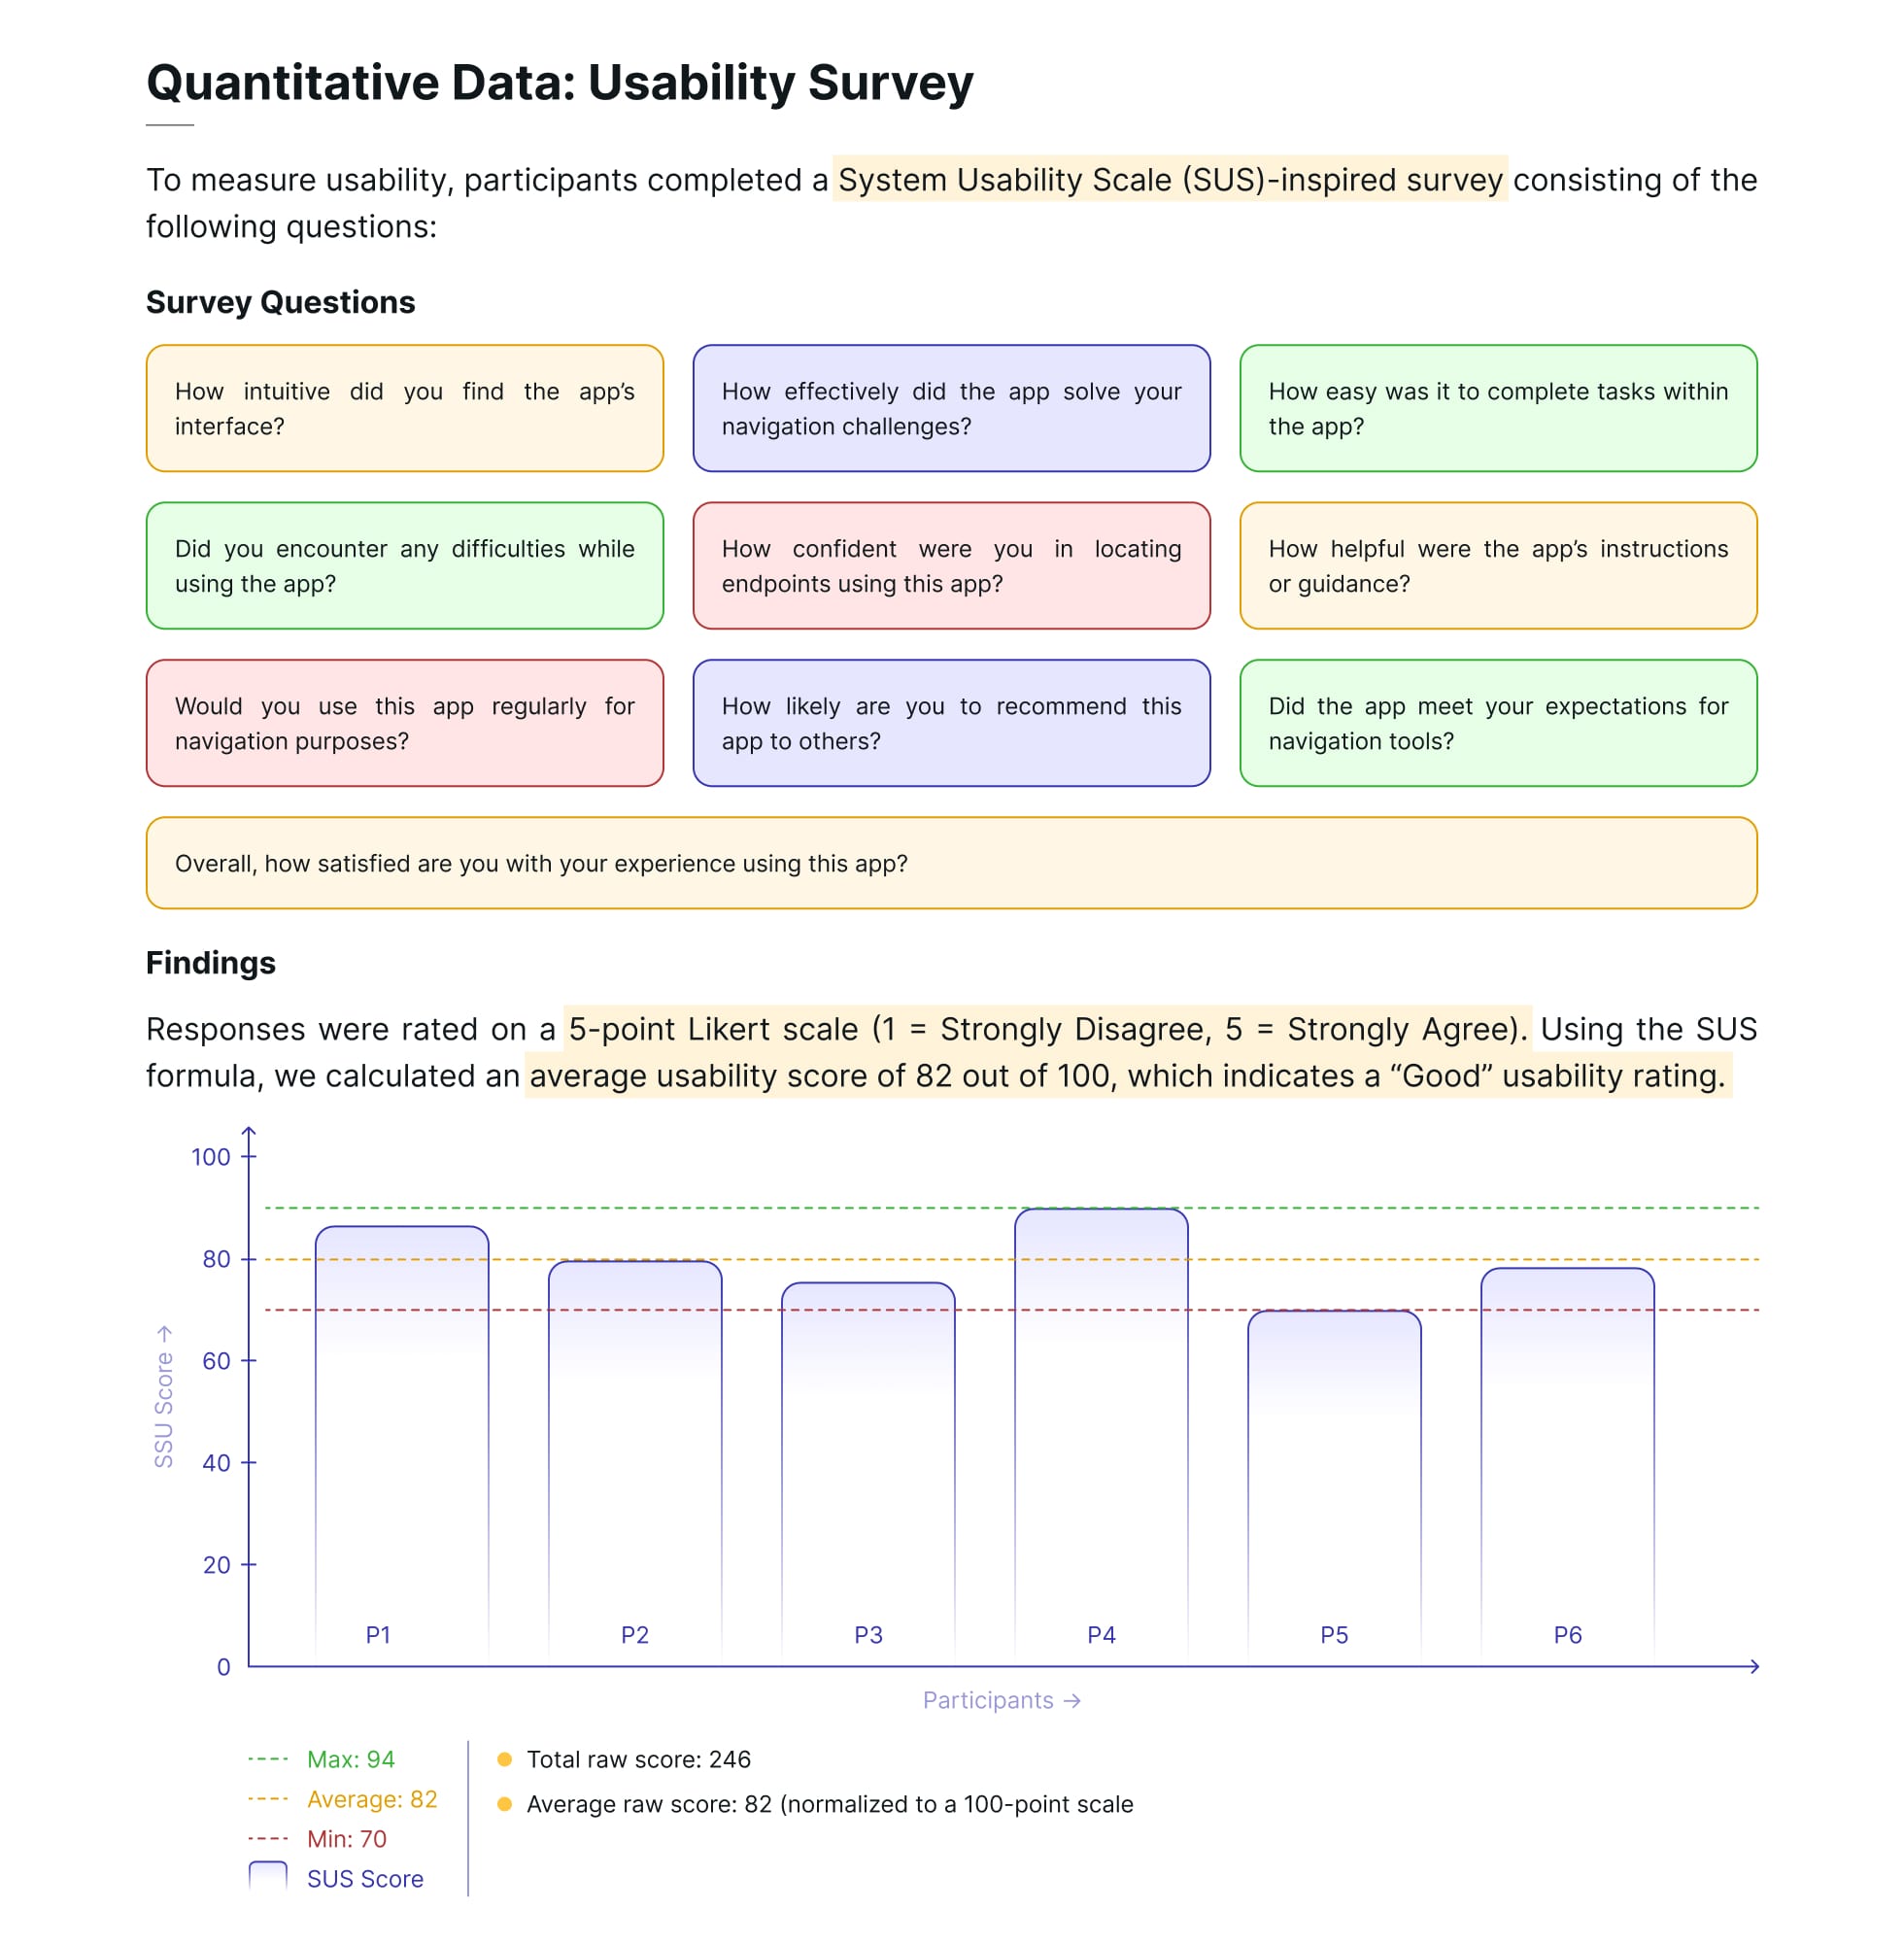 Quantitative Data: Usability Survey
To measure usability, participants completed a System Usability Scale (SUS)-inspired survey consisting of the
following questions:
Survey Questions
How intuitive did you find the app’s
interface?
How effectively did the app solve your
navigation challenges?
How easy was it to complete tasks within
the app?
Did you encounter any difficulties while
using the app?
How confident were you in locating
endpoints using this app?
How helpful were the app’s instructions
or guidance?
Would you use this app regularly for
navigation purposes?
How likely are you to recommend this
app to others?
Did the app meet your expectations for
navigation tools?
Overall, how satisfied are you with your experience using this app?
Findings
Responses were rated on a 5-point Likert scale (1 = Strongly Disagree, 5 = Strongly Agree). Using the SUS
formula, we calculated an average usability score of 82 out of 100, which indicates a “Good” usability rating.
100
80
60
40
20
0
SSU Score →
P1
P2
P3
P4
P5
P6
Participants →
Max: 94
Average: 82
Min: 70
SUS Score
Total raw score: 246
Average raw score: 82 (normalized to a 100-point scale